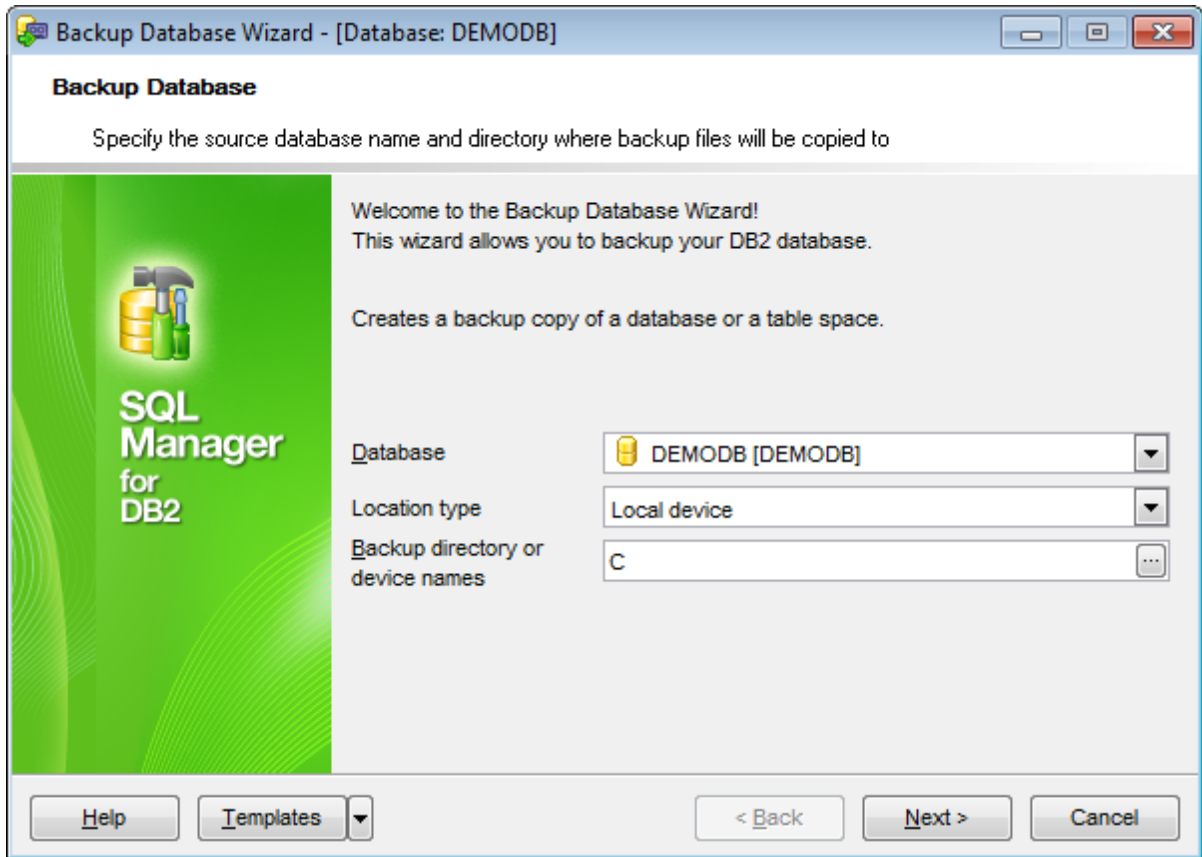 Backup Database Wizard - [Database: DEMODB]
Backup Database
Specify the source database name and directory where backup files will be copied to
Welcome to the Backup Database Wizard!
This wizard allows you to backup your DB2 database.
Creates a backup copy of a database or a table space.
SQL
Manager
for
DB2
Database
DEMODB [DEMODB]
Location type
Local device
Backup directory or
device names
C
...
Help
Templates
< Back
Next >
Cancel